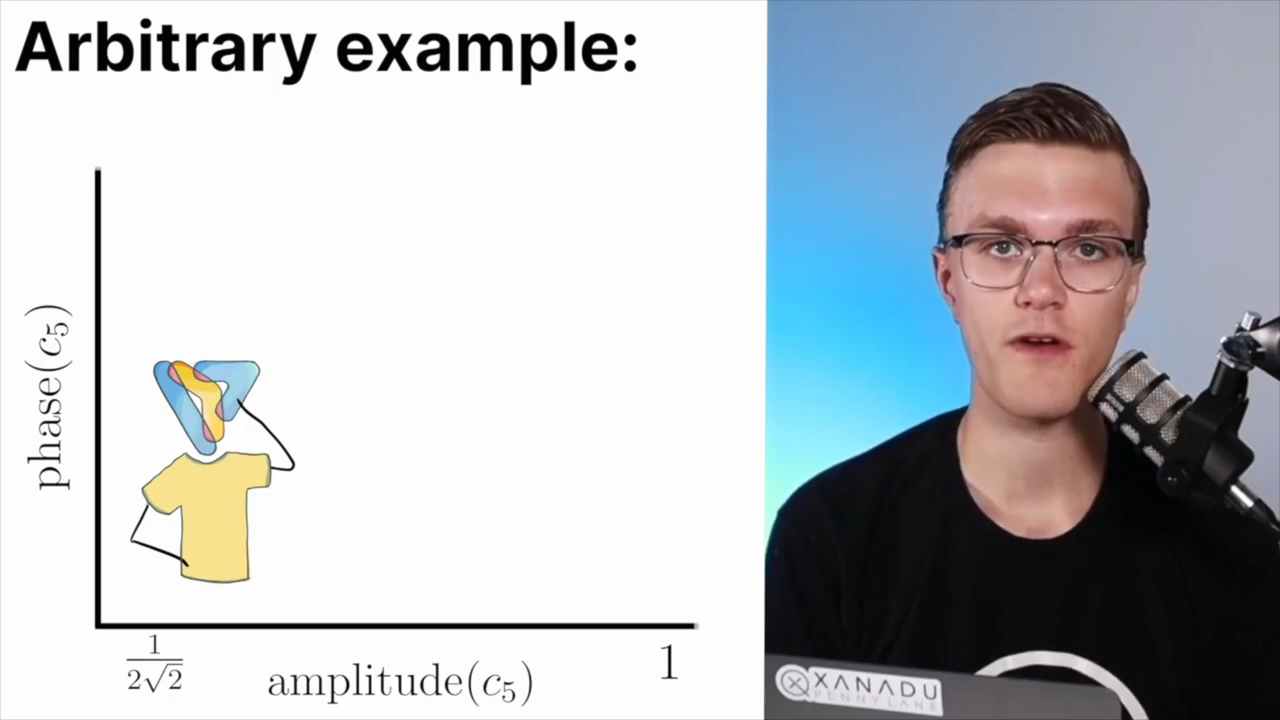 Arbitrary example:
phase(c₅)
1
2√2
amplitude(c₅)
1
XANADU
PENNYLANE